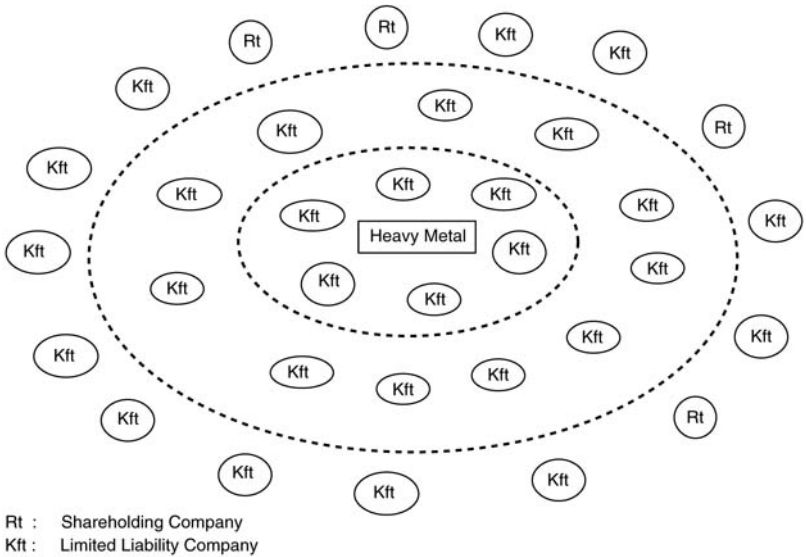 Rt Rt Kft Kft
Kft Kft Rt
Kft Kft
Kft Kft Kft Kft Kft
Kft Kft
Heavy Metal
Kft Kft Kft
Kft Kft Kft
Kft
Kft Kft
Kft Kft Kft Kft
Kft Rt
Kft Kft Kft
Rt : Shareholding Company
Kft : Limited Liability Company